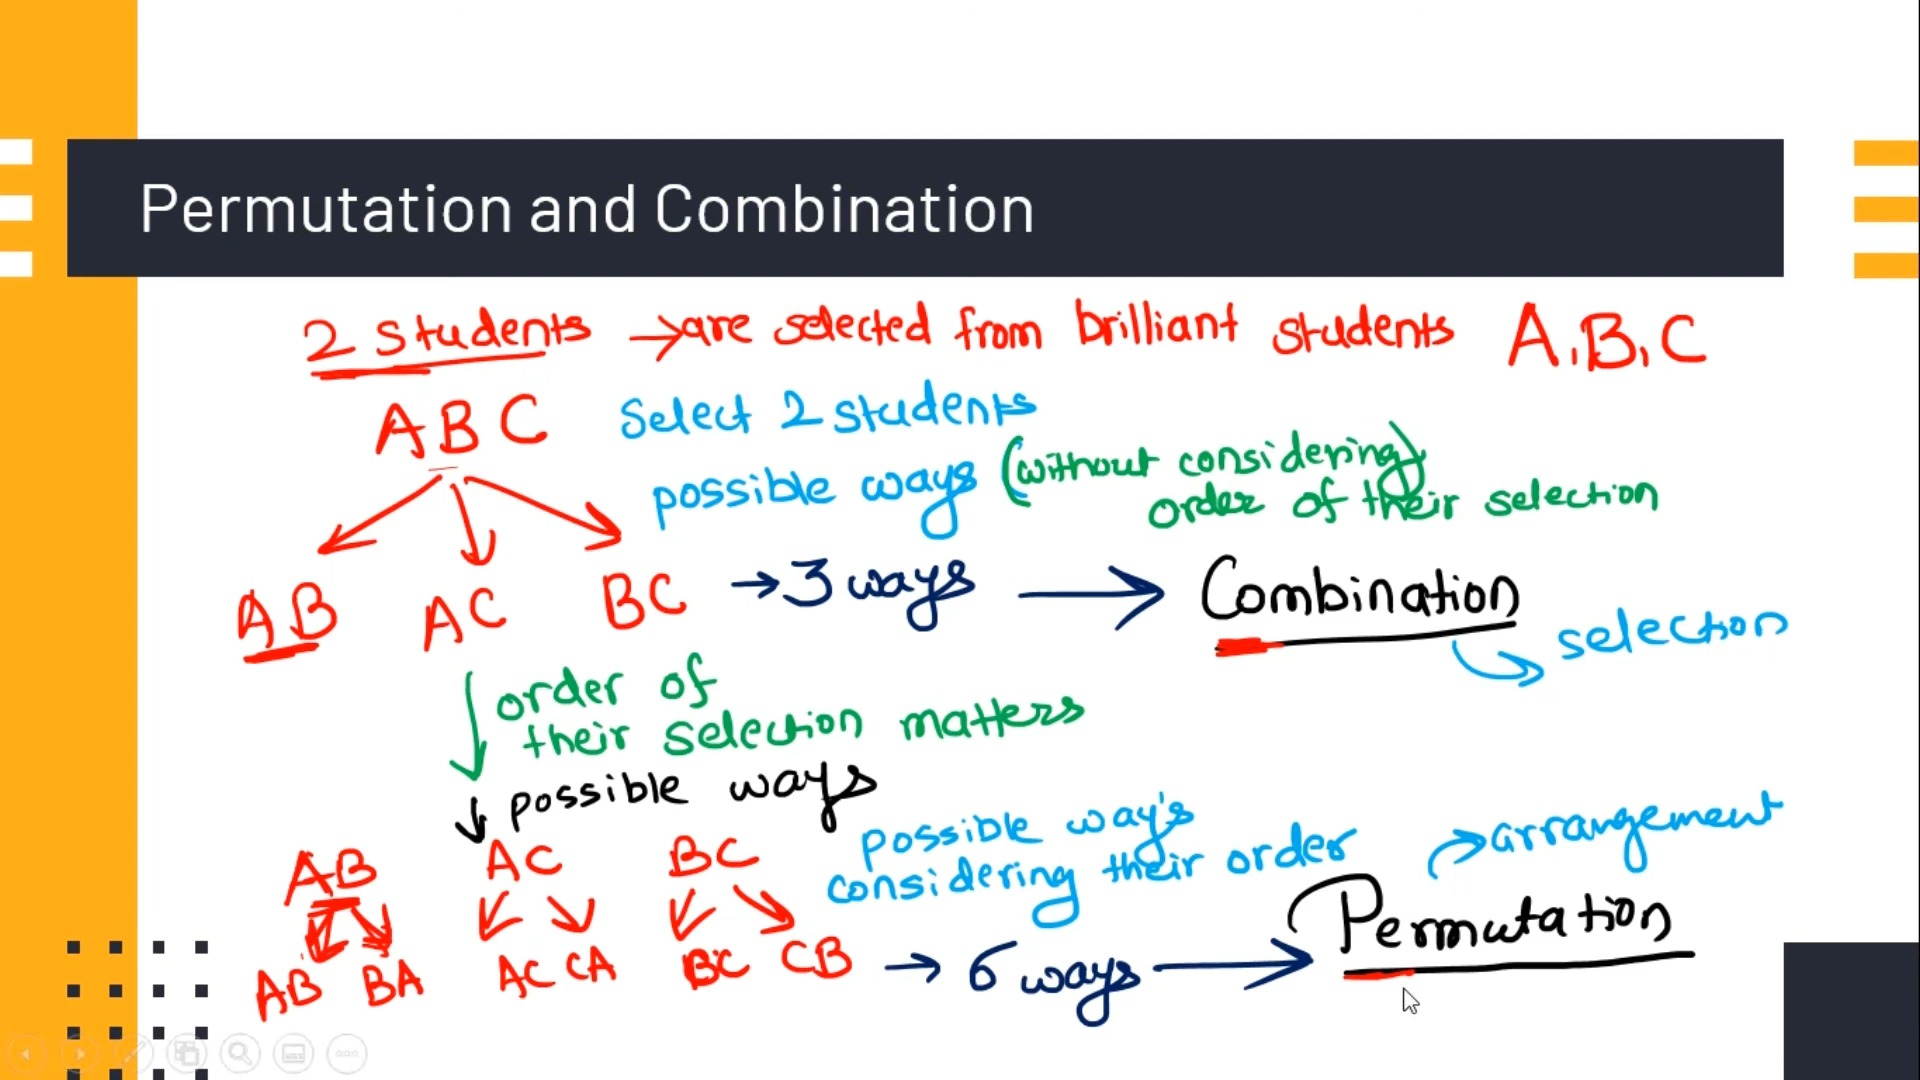 Permutation and Combination
2 students → are selected from brilliant students A, B, C
A B C Select 2 students
possible ways (without considering)
order of their selection
AB AC BC → 3 ways → Combination
selection
order of
their selection matters
possible ways
possible way's
considering their order
arrangement
AB AC BC
Permutation
AB BA AC CA BC CB → 6 ways →